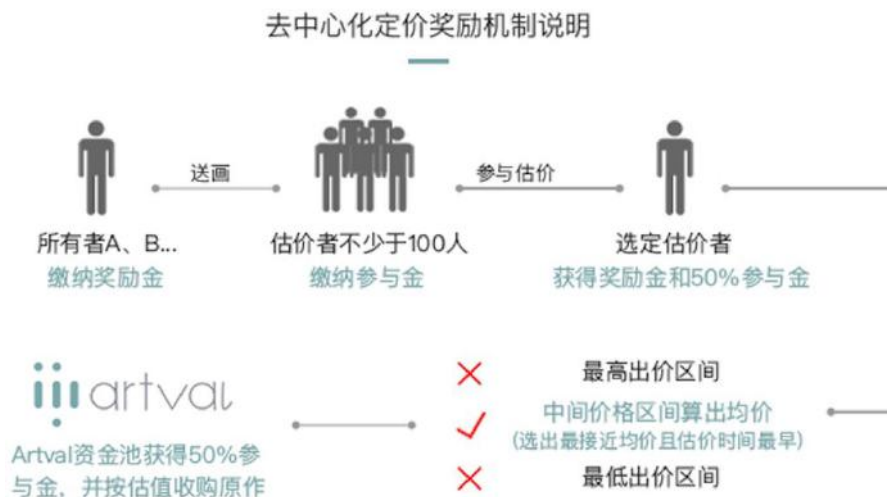 去中心化定价奖励机制说明
送画
参与估价
所有者A、B...
估价者不少于100人
选定估价者
缴纳奖励金
缴纳参与金
获得奖励金和50%参与金
artval
最高出价区间
中间价格区间算出均价
(选出最接近均价且估价时间最早)
最低出价区间
Artval资金池获得50%参
与金，并按估值收购原作